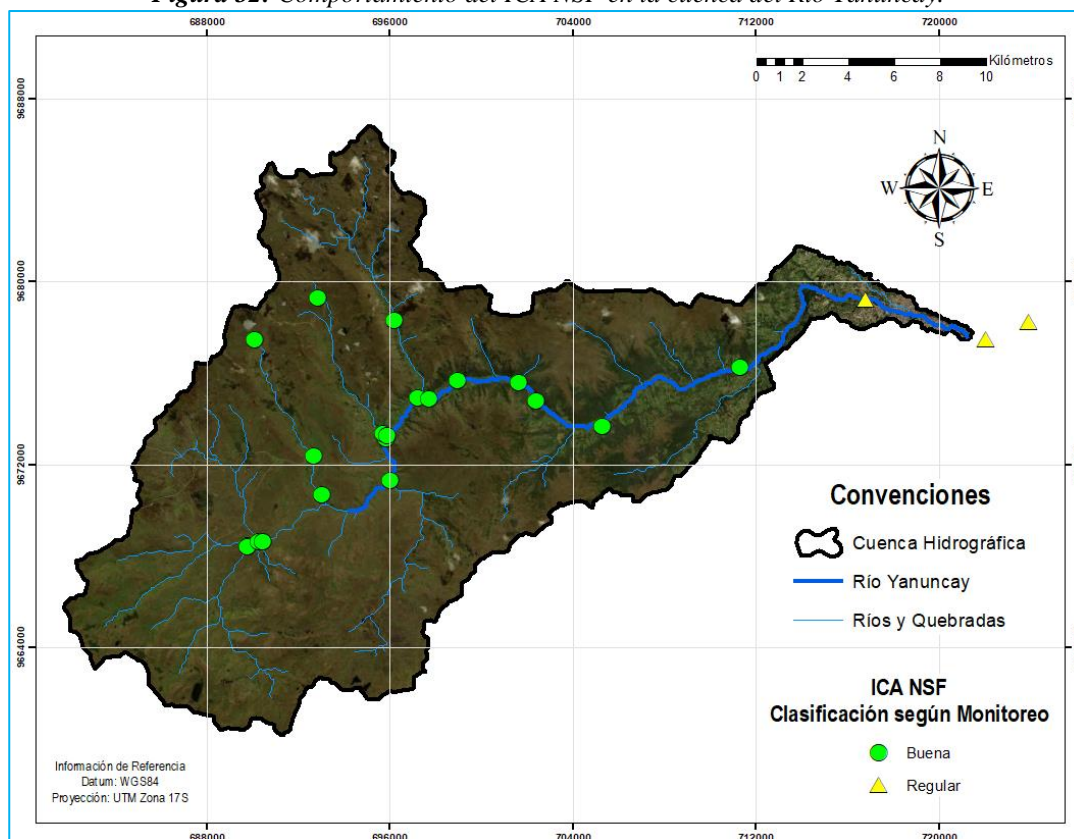 Figura 32: Comportamiento del ICA NSF en la cuenca del Río Yanuncay.
688000 696000 704000 712000 720000
Kilómetros
0 1 2 4 6 8 10
9688000
N
W E
S
9680000
9672000
Convenciones
Cuenca Hidrográfica
Río Yanuncay
Ríos y Quebradas
9664000
ICA NSF
Clasificación según Monitoreo
Buena
Regular
Información de Referencia
Datum: WGS84
Proyección: UTM Zona 17S
688000 696000 704000 712000 720000